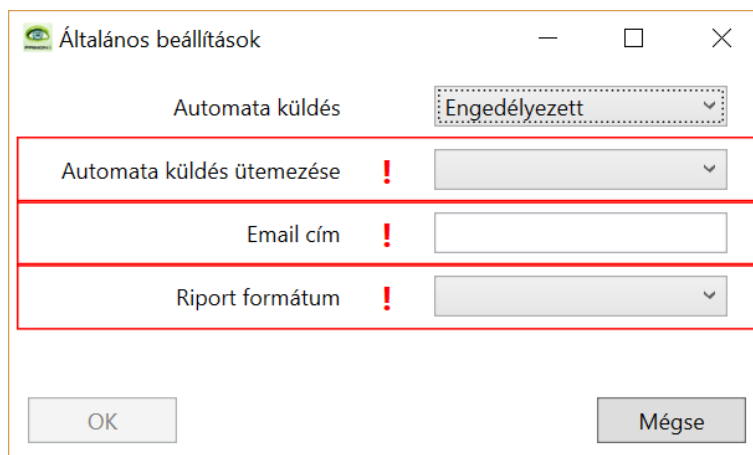 Általános beállítások
Automata küldés Engedélyezett
Automata küldés ütemezése !
Email cím !
Riport formátum !
OK Mégse